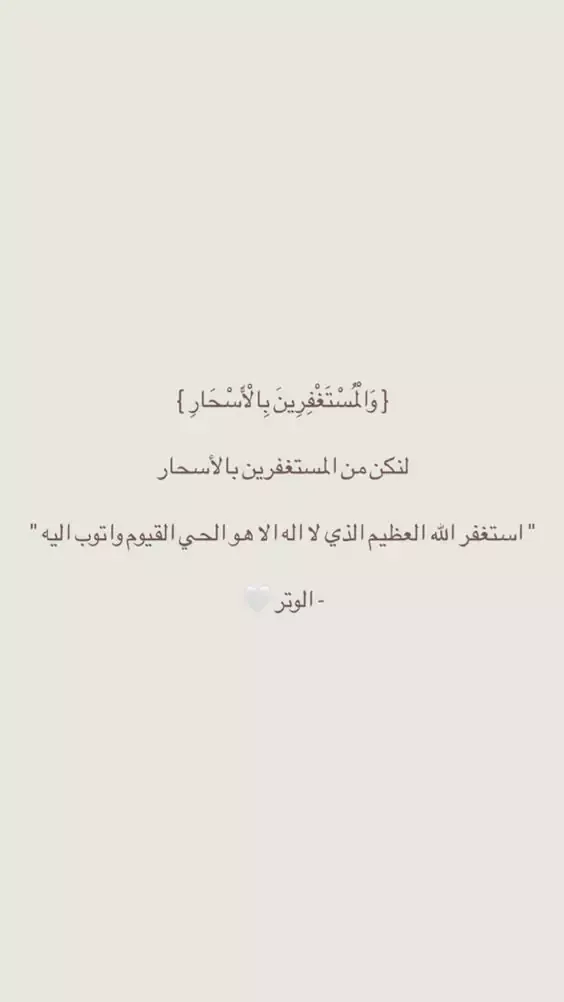 { وَالْمُسْتَغْفِرِينَ بِالْأَسْحَارِ }
لنكن من المستغفرين بالأسحار
" استغفر الله العظيم الذي لا اله الا هو الحي القيوم واتوب اليه "
- الوتر 🤍